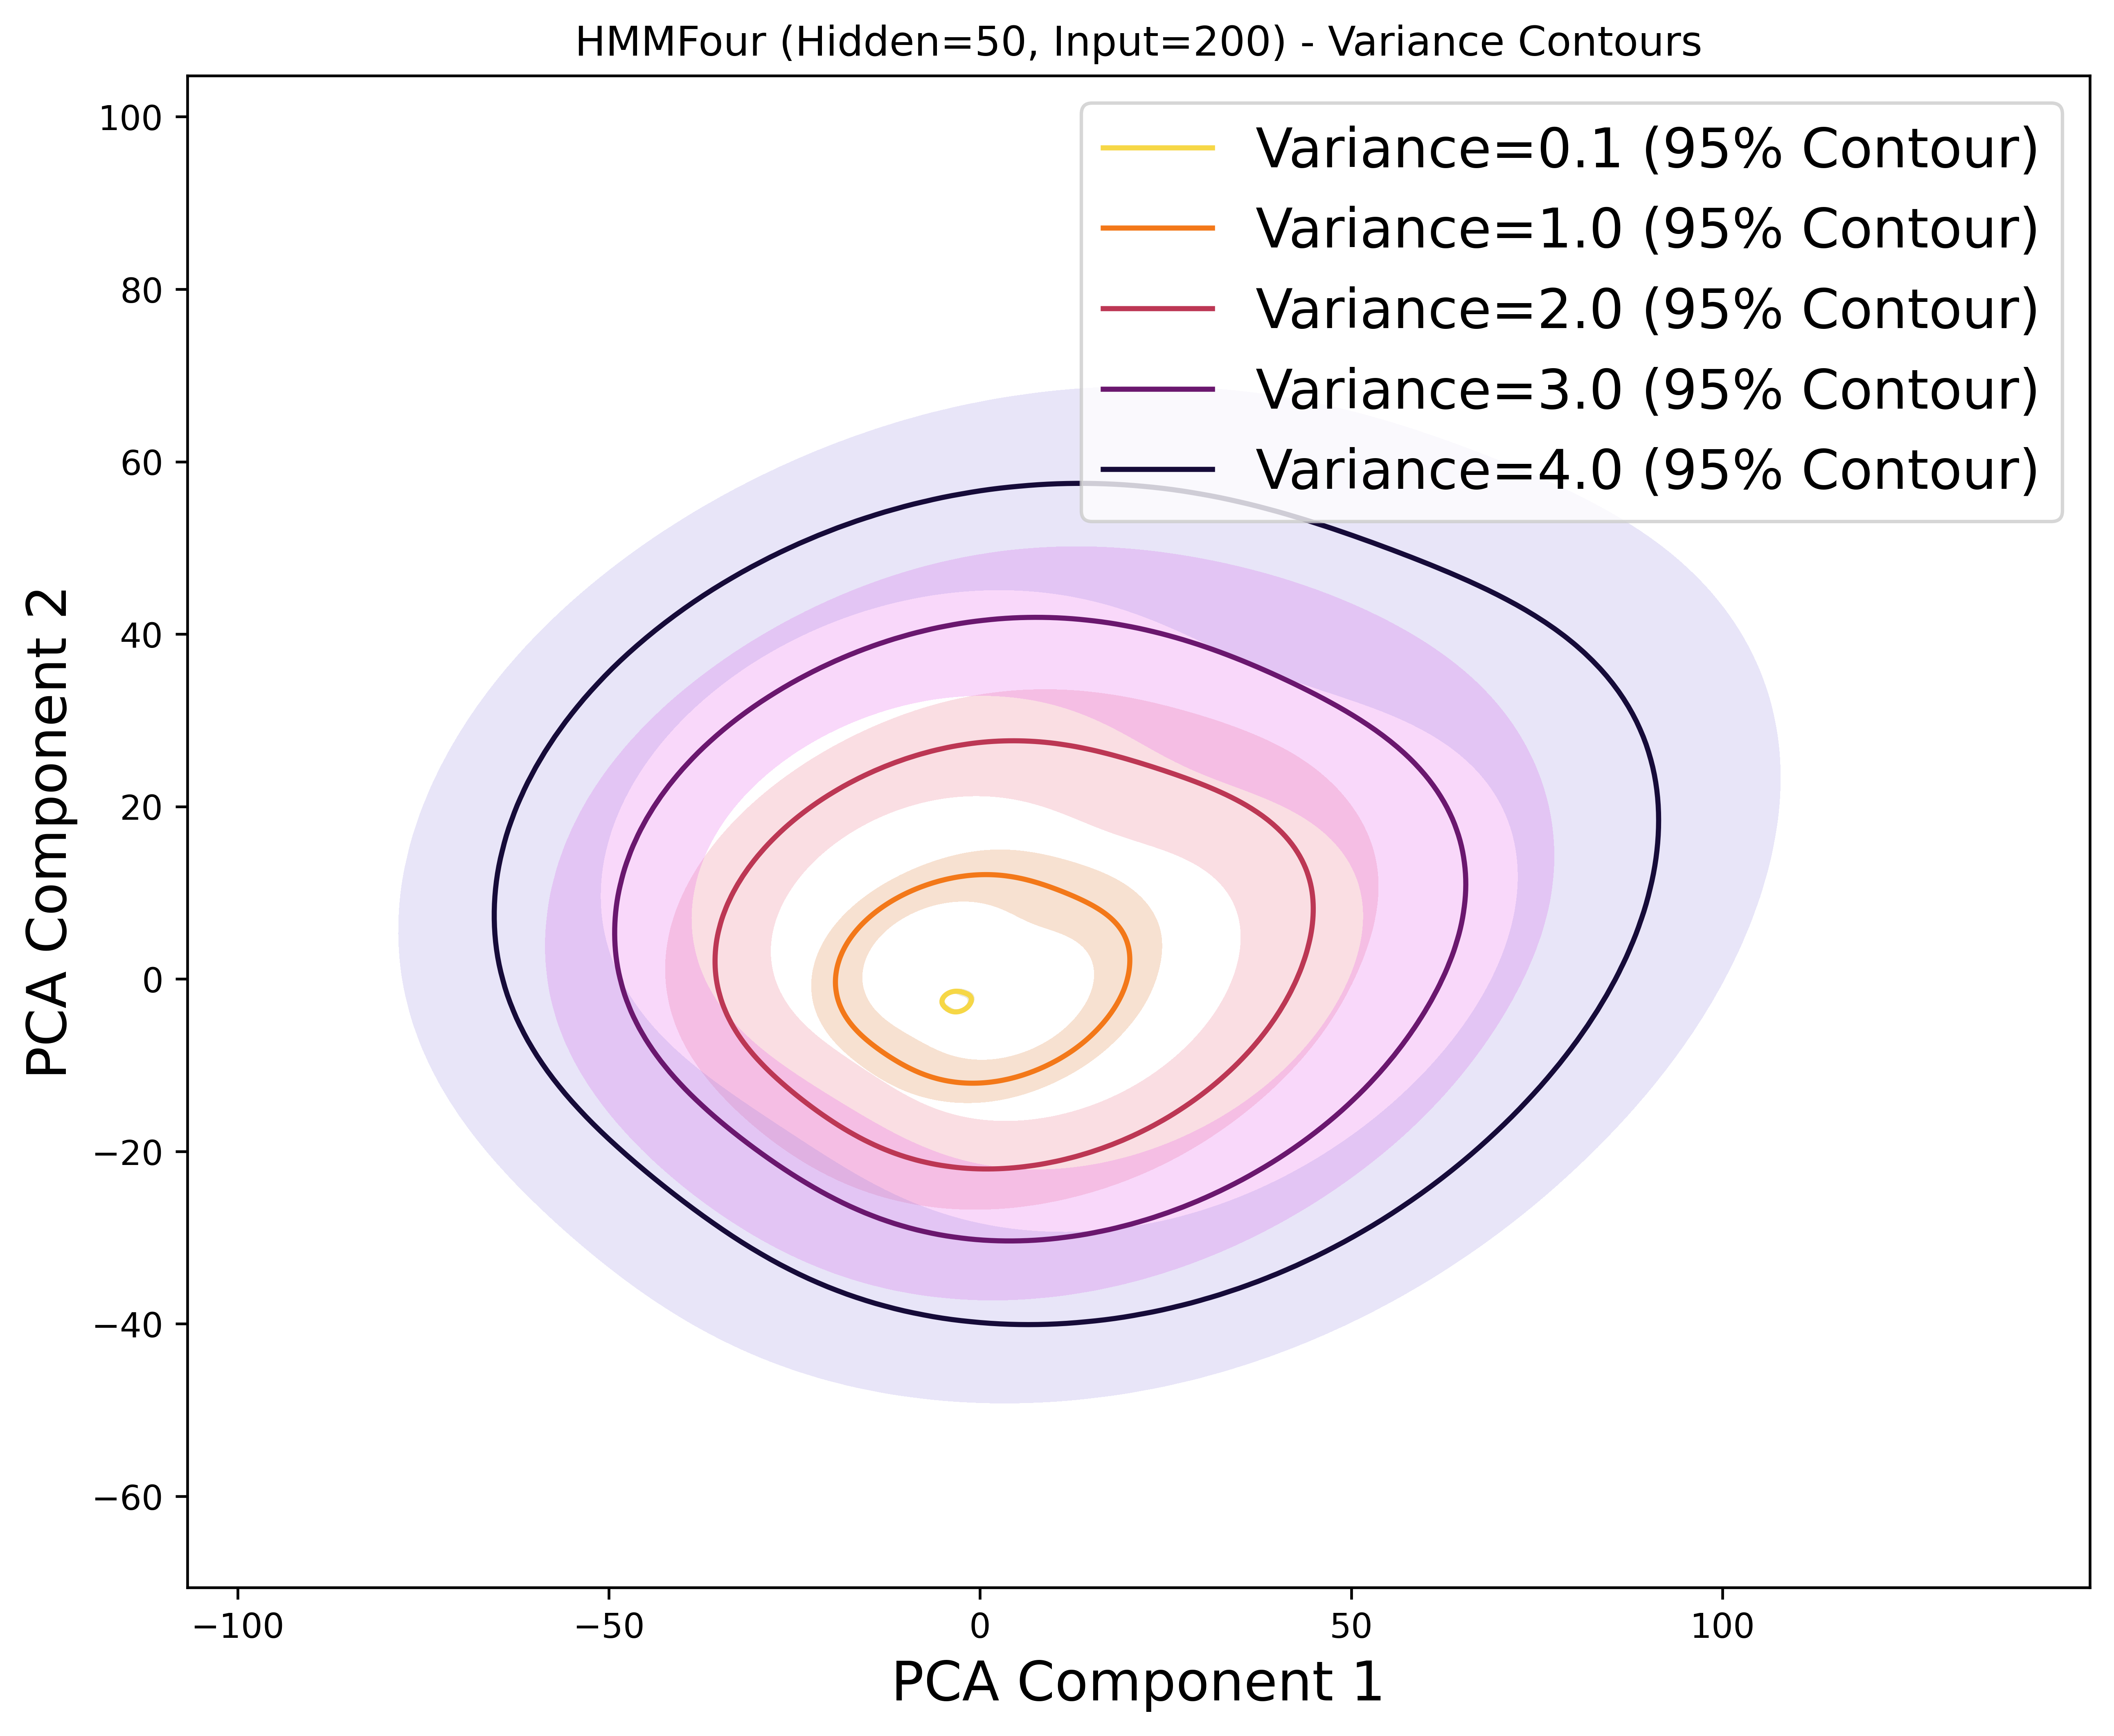 HMMFour (Hidden=50, Input=200) - Variance Contours
Variance=0.1 (95% Contour)
Variance=1.0 (95% Contour)
Variance=2.0 (95% Contour)
Variance=3.0 (95% Contour)
Variance=4.0 (95% Contour)
PCA Component 2
100
80
60
40
20
0
−20
−40
−60
−100
−50
0
50
100
PCA Component 1